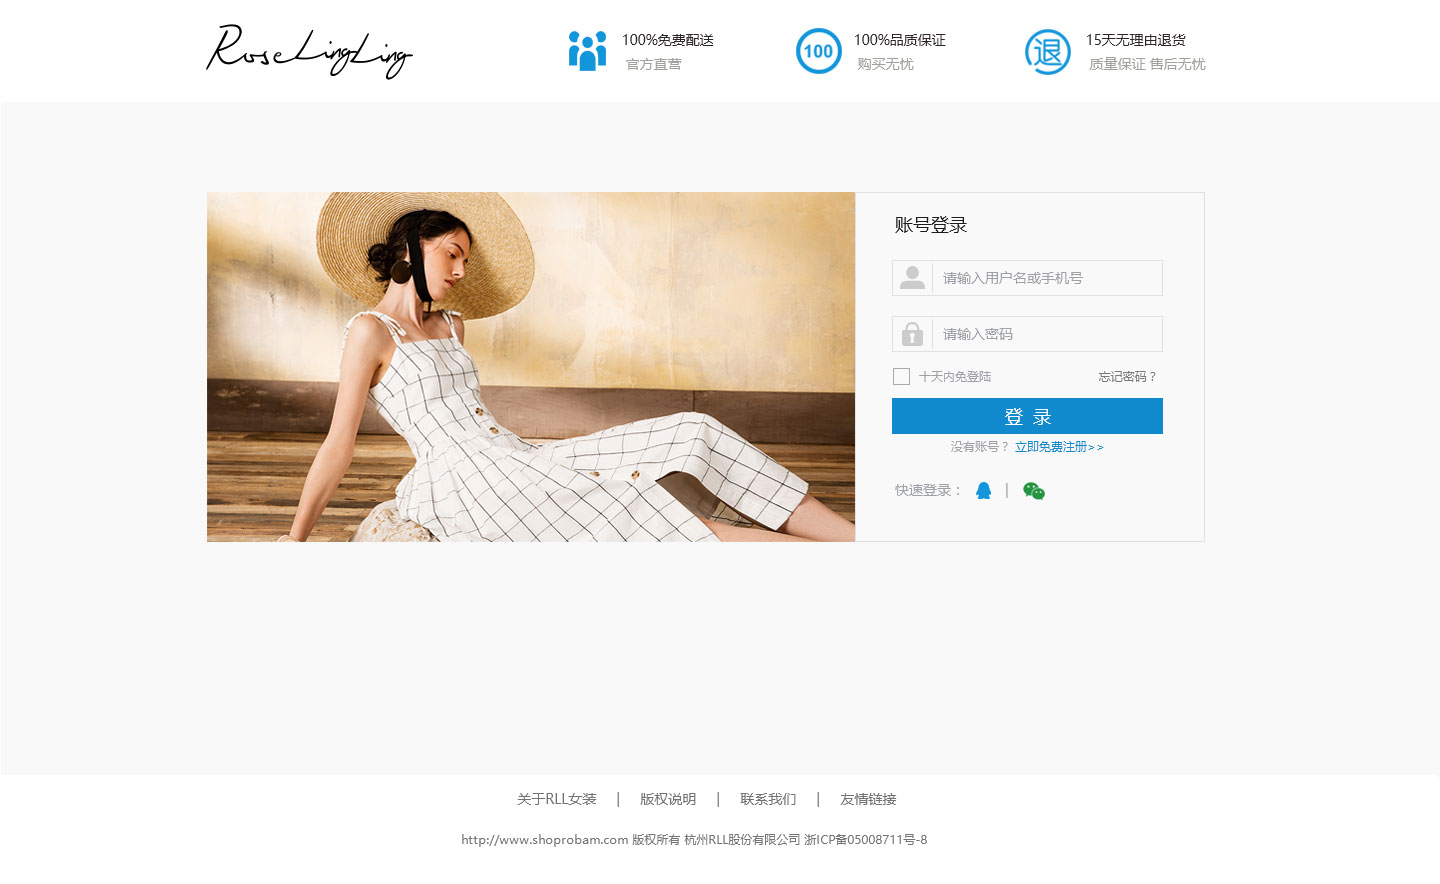 RoseLingLing
100%免费配送
官方直营
100
100%品质保证
购买无忧
退
15天无理由退货
质量保证 售后无忧
账号登录
请输入用户名或手机号
请输入密码
十天内免登陆 忘记密码？
登 录
没有账号？ 立即免费注册>>
快速登录： |
关于RLL女装 | 版权说明 | 联系我们 | 友情链接
http://www.shoprobam.com 版权所有 杭州RLL股份有限公司 浙ICP备05008711号-8